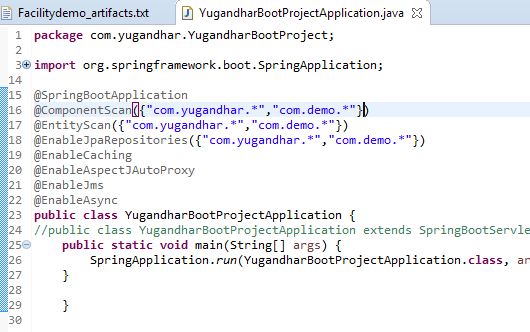 Facilitydemo_artifacts.txt YugandharBootProjectApplication.java
1 package com.yugandhar.YugandharBootProject;
2
3 import org.springframework.boot.SpringApplication;
14
15 @SpringBootApplication
16 @ComponentScan({"com.yugandhar.*","com.demo.*"})
17 @EntityScan({"com.yugandhar.*","com.demo.*"})
18 @EnableJpaRepositories({"com.yugandhar.*","com.demo.*"})
19 @EnableCaching
20 @EnableAspectJAutoProxy
21 @EnableJms
22 @EnableAsync
23 public class YugandharBootProjectApplication {
24 //public class YugandharBootProjectApplication extends SpringBootServle
25 public static void main(String[] args) {
26 SpringApplication.run(YugandharBootProjectApplication.class, ar
27 }
28
29 }
30